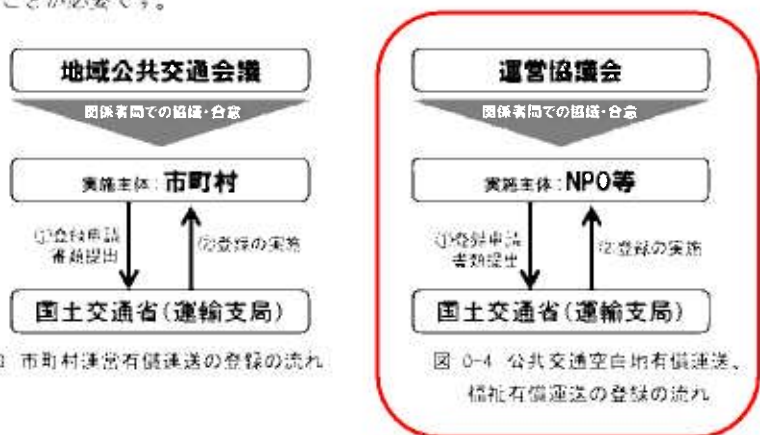 ことが必要です。
地域公共交通会議
関係者間での協議・合意
実施主体:市町村
①登録申請
書類提出
②登録の実施
国土交通省(運輸支局)
市町村運営有償運送の登録の流れ
運営協議会
関係者間での協議・合意
実施主体:NPO等
①登録申請
書類提出
②登録の実施
国土交通省(運輸支局)
図 0-4 公共交通空白地有償運送、
福祉有償運送の登録の流れ